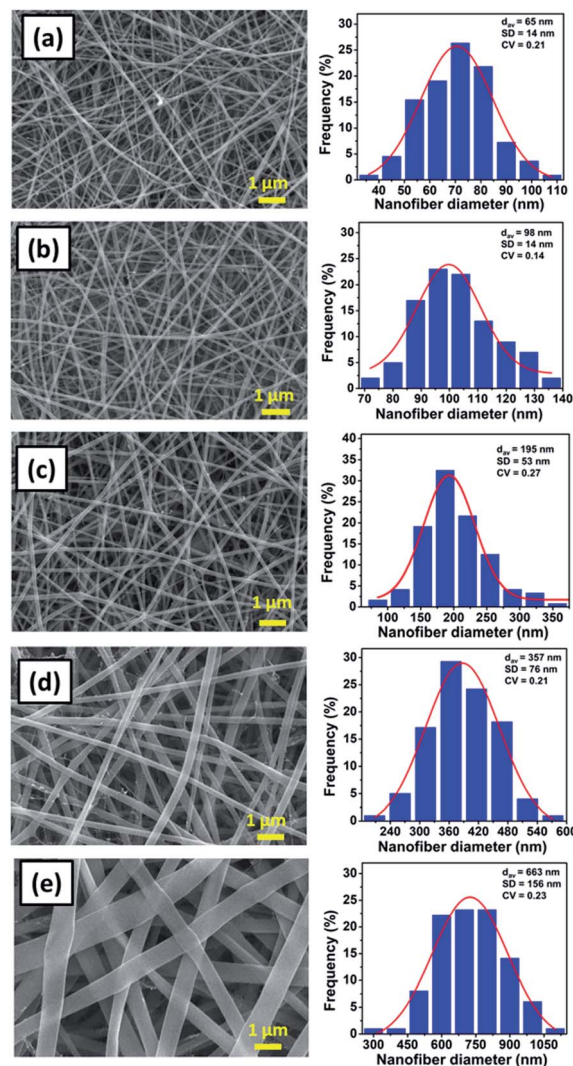 (a)
1 μm
Frequency (%)
30
25
20
15
10
5
0
d_av = 65 nm
SD = 14 nm
CV = 0.21
40 50 60 70 80 90 100 110
Nanofiber diameter (nm)
(b)
1 μm
Frequency (%)
30
25
20
15
10
5
0
d_av = 98 nm
SD = 14 nm
CV = 0.14
70 80 90 100 110 120 130 140
Nanofiber diameter (nm)
(c)
1 μm
Frequency (%)
40
35
30
25
20
15
10
5
0
d_av = 195 nm
SD = 53 nm
CV = 0.27
100 150 200 250 300 350
Nanofiber diameter (nm)
(d)
1 μm
Frequency (%)
30
25
20
15
10
5
0
d_av = 357 nm
SD = 76 nm
CV = 0.21
240 300 360 420 480 540 600
Nanofiber diameter (nm)
(e)
1 μm
Frequency (%)
30
25
20
15
10
5
0
d_av = 663 nm
SD = 156 nm
CV = 0.23
300 450 600 750 900 1050
Nanofiber diameter (nm)